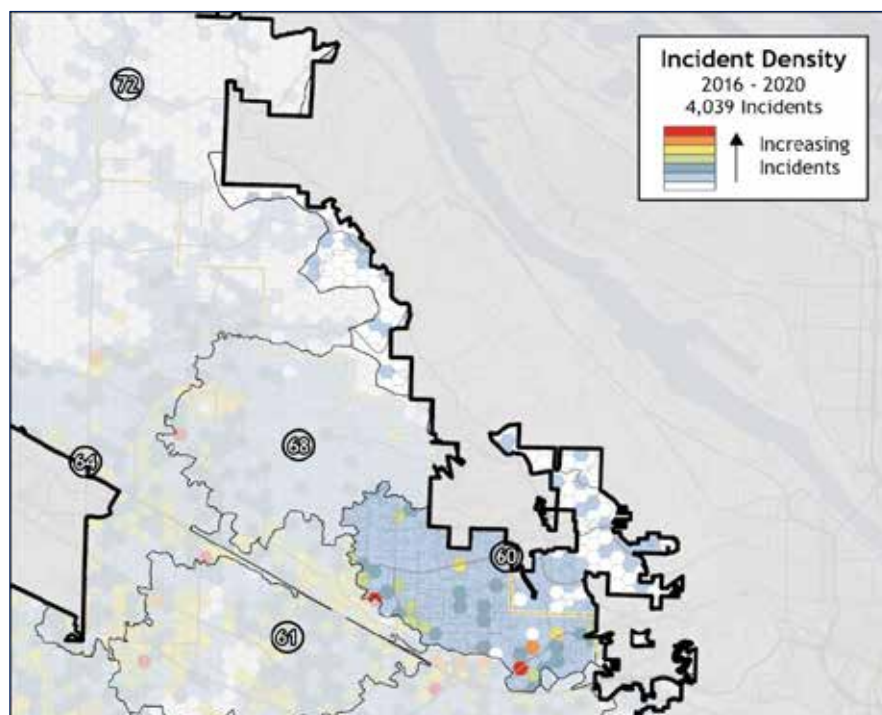 Incident Density
2016 - 2020
4,039 Incidents
Increasing
Incidents
72
68
64
60
61